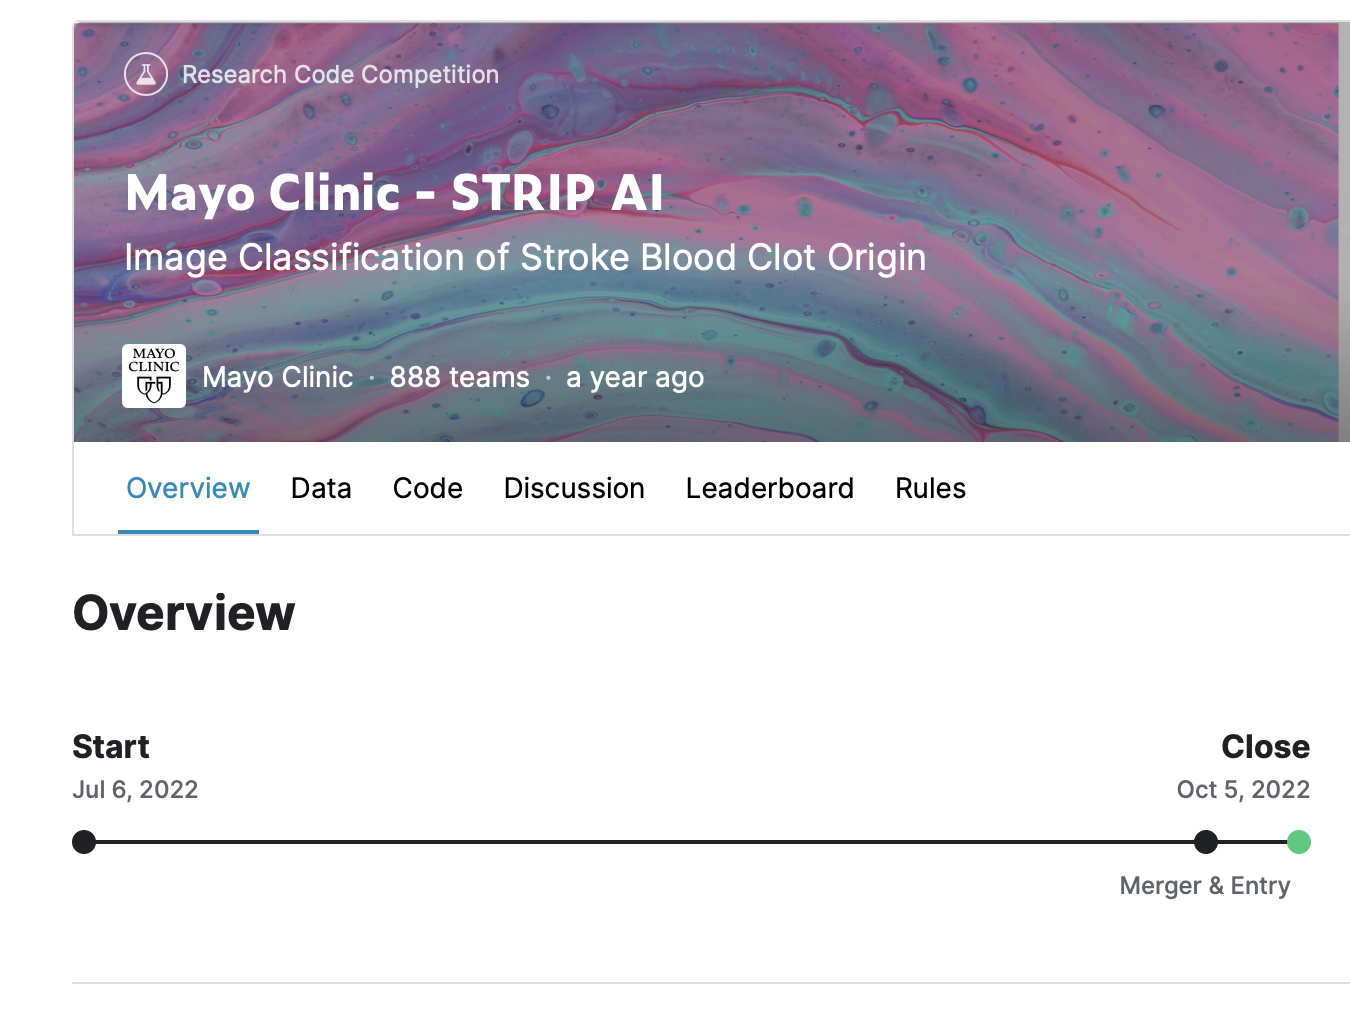 Research Code Competition
Mayo Clinic - STRIP AI
Image Classification of Stroke Blood Clot Origin
MAYO
CLINIC
Mayo Clinic · 888 teams · a year ago
Overview Data Code Discussion Leaderboard Rules
Overview
Start Close
Jul 6, 2022 Oct 5, 2022
Merger & Entry